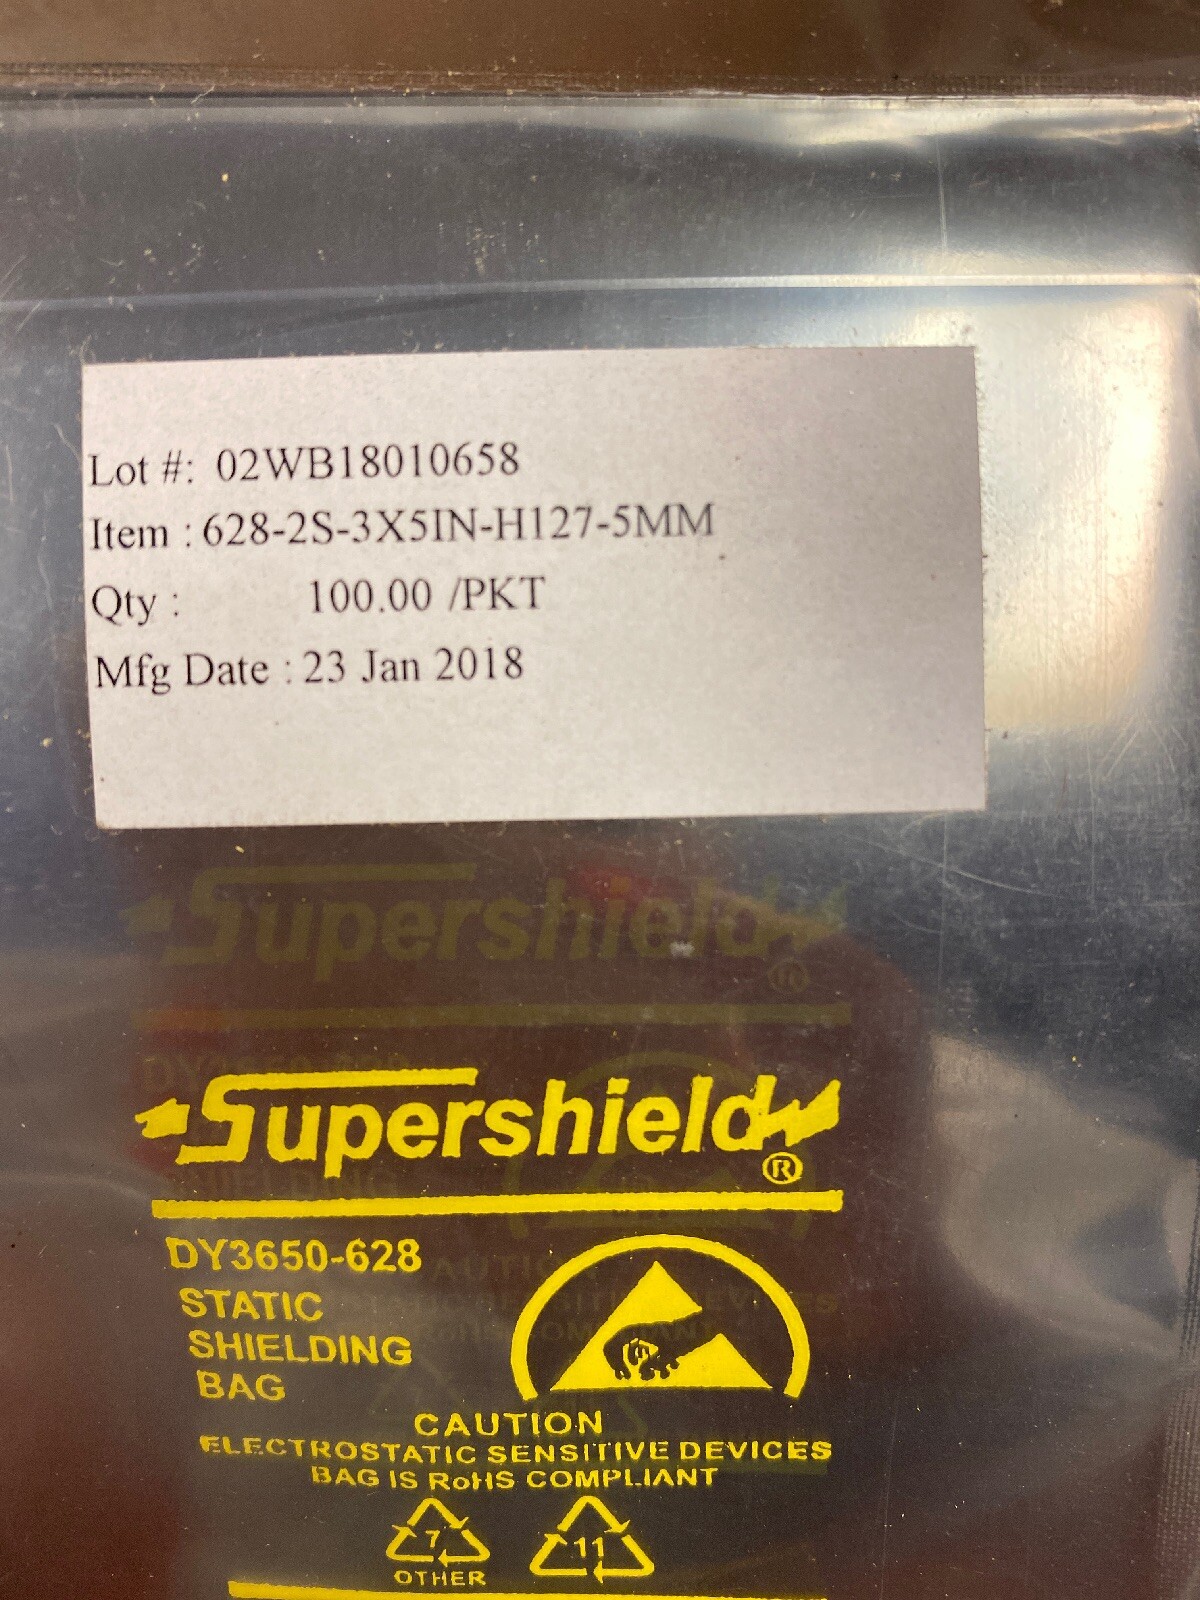 Lot #: 02WB18010658
Item : 628-2S-3X5IN-H127-5MM
Qty : 100.00 /PKT
Mfg Date : 23 Jan 2018
Supershield
®
Supershield
®
DY3650-628
STATIC
SHIELDING
BAG
CAUTION
ELECTROSTATIC SENSITIVE DEVICES
BAG IS RoHS COMPLIANT
7
11
OTHER